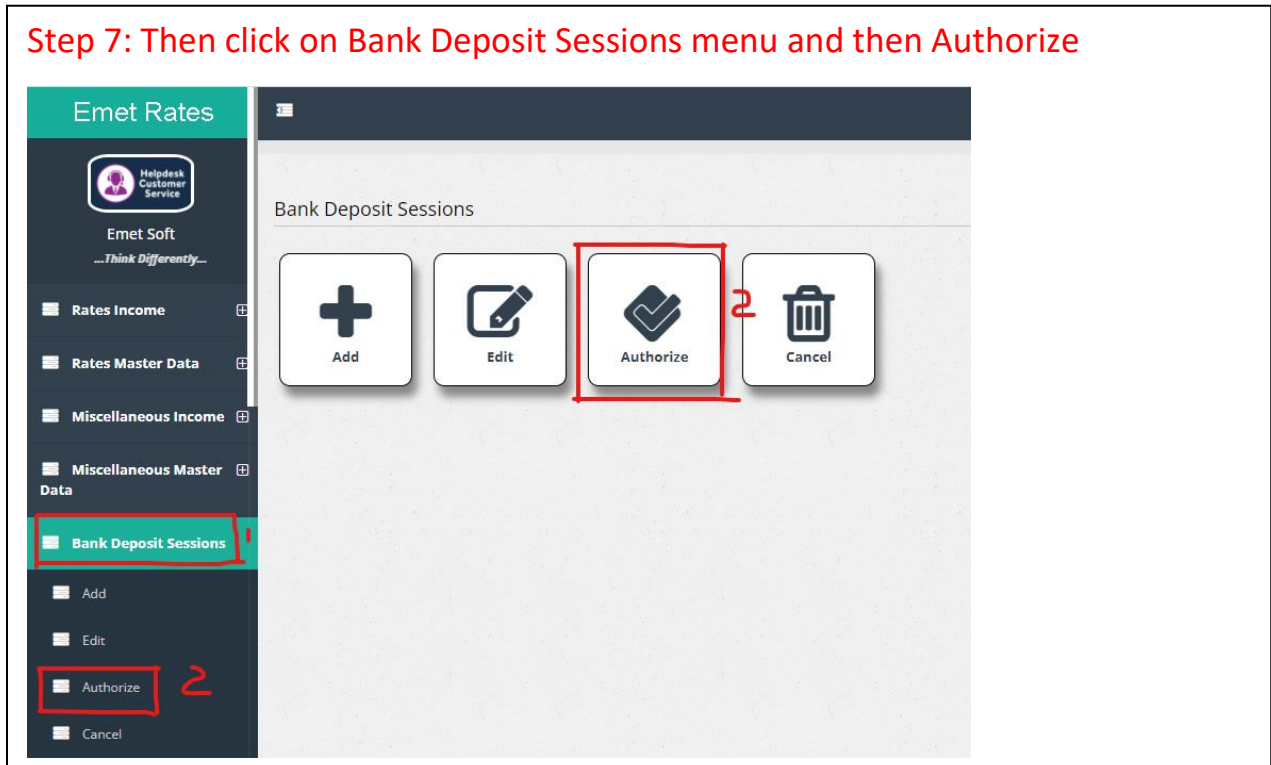 Step 7: Then click on Bank Deposit Sessions menu and then Authorize
Emet Rates
Helpdesk
Customer
Service
Emet Soft
...Think Differently...
Rates Income
Rates Master Data
Miscellaneous Income
Miscellaneous Master
Data
Bank Deposit Sessions 1
Add
Edit
Authorize 2
Cancel
Bank Deposit Sessions
Add
Edit
Authorize
2
Cancel